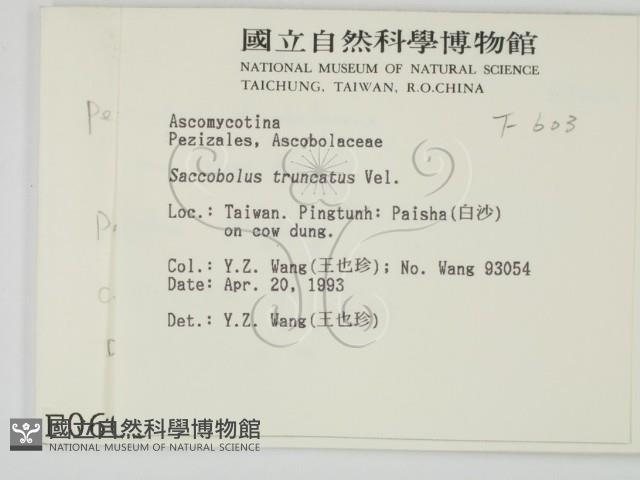 國立自然科學博物館
NATIONAL MUSEUM OF NATURAL SCIENCE
TAICHUNG, TAIWAN, R.O.CHINA
T-603
Ascomycotina
Pezizales, Ascobolaceae
Saccobolus truncatus Vel.
Loc.: Taiwan. Pingtunh: Paisha(白沙)
on cow dung.
Col.: Y.Z. Wang(王也珍); No. Wang 93054
Date: Apr. 20, 1993
Det.: Y.Z. Wang(王也珍)
國立自然科學博物館
NATIONAL MUSEUM OF NATURAL SCIENCE